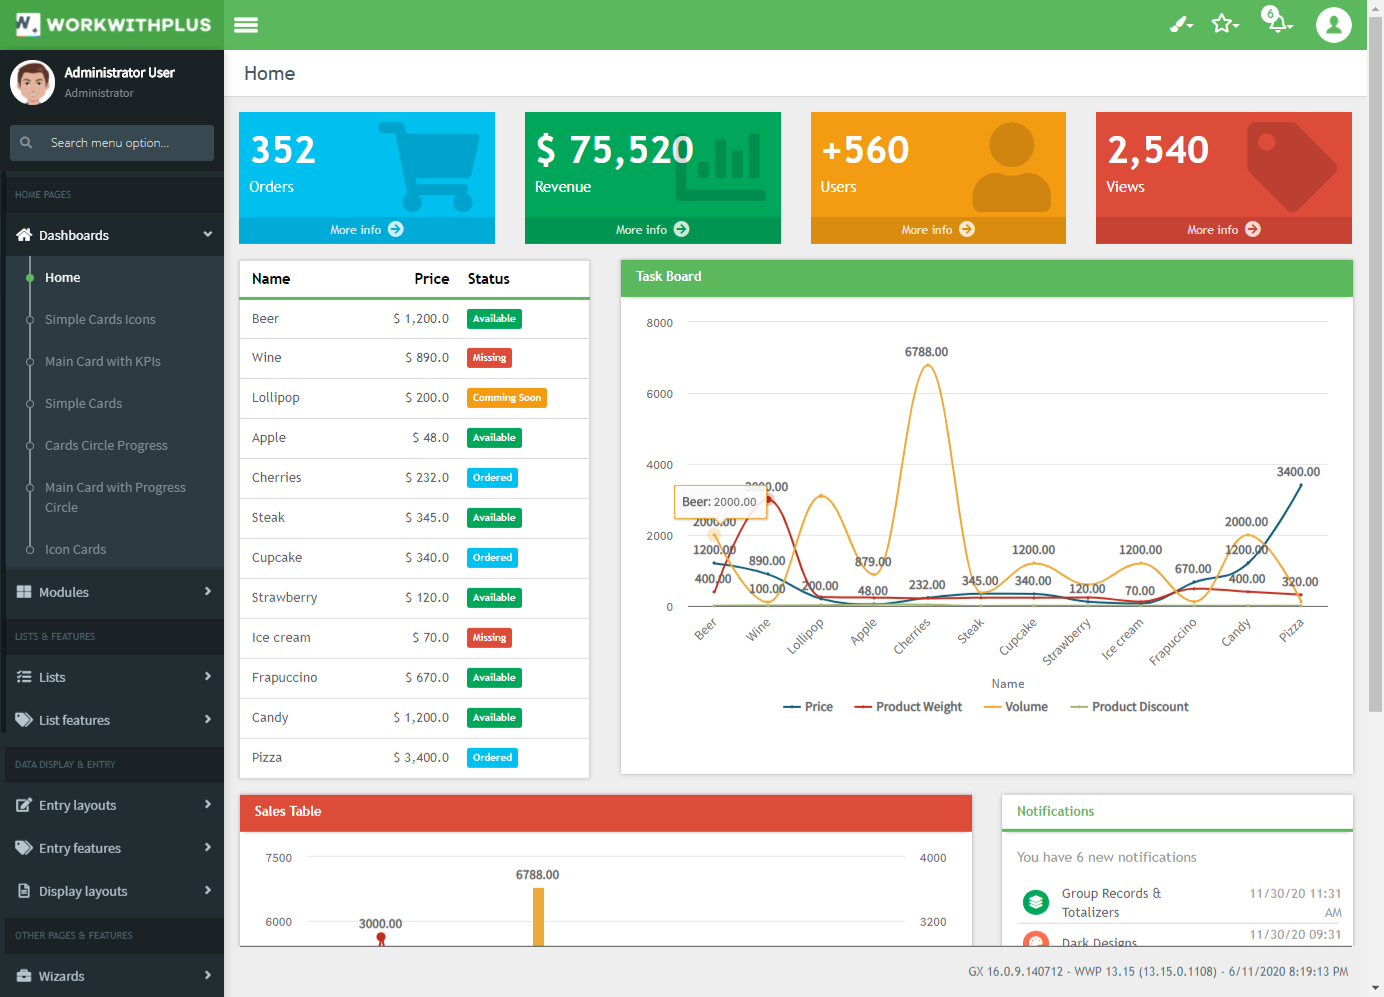 WORKWITHPLUS
6
Administrator User
Administrator
Search menu option...
HOME PAGES
Dashboards
Home
Simple Cards Icons
Main Card with KPIs
Simple Cards
Cards Circle Progress
Main Card with Progress
Circle
Icon Cards
Modules
LISTS & FEATURES
Lists
List features
DATA DISPLAY & ENTRY
Entry layouts
Entry features
Display layouts
OTHER PAGES & FEATURES
Wizards
Home
352
Orders
More info
$ 75,520
Revenue
More info
+560
Users
More info
2,540
Views
More info
Name Price Status
Beer $ 1,200.0 Available
Wine $ 890.0 Missing
Lollipop $ 200.0 Comming Soon
Apple $ 48.0 Available
Cherries $ 232.0 Ordered
Steak $ 345.0 Available
Cupcake $ 340.0 Ordered
Strawberry $ 120.0 Available
Ice cream $ 70.0 Missing
Frapuccino $ 670.0 Available
Candy $ 1,200.0 Available
Pizza $ 3,400.0 Ordered
Task Board
8000
6788.00
6000
4000
3400.00
3000.00
Beer: 2000.00
2000.00 2000.00
2000
1200.00 1200.00 1200.00 1200.00
890.00 879.00 670.00
400.00 100.00 200.00 48.00 232.00 345.00 340.00 120.00 70.00 400.00 320.00
0
Beer Wine Lollipop Apple Cherries Steak Cupcake Strawberry Ice cream Frapuccino Candy Pizza
Name
Price Product Weight Volume Product Discount
Sales Table
7500 4000
6788.00
6000 3200
3000.00
Notifications
You have 6 new notifications
Group Records & 11/30/20 11:31
Totalizers AM
Dark Designs 11/30/20 09:31
GX 16.0.9.140712 - WWP 13.15 (13.15.0.1108) - 6/11/2020 8:19:13 PM